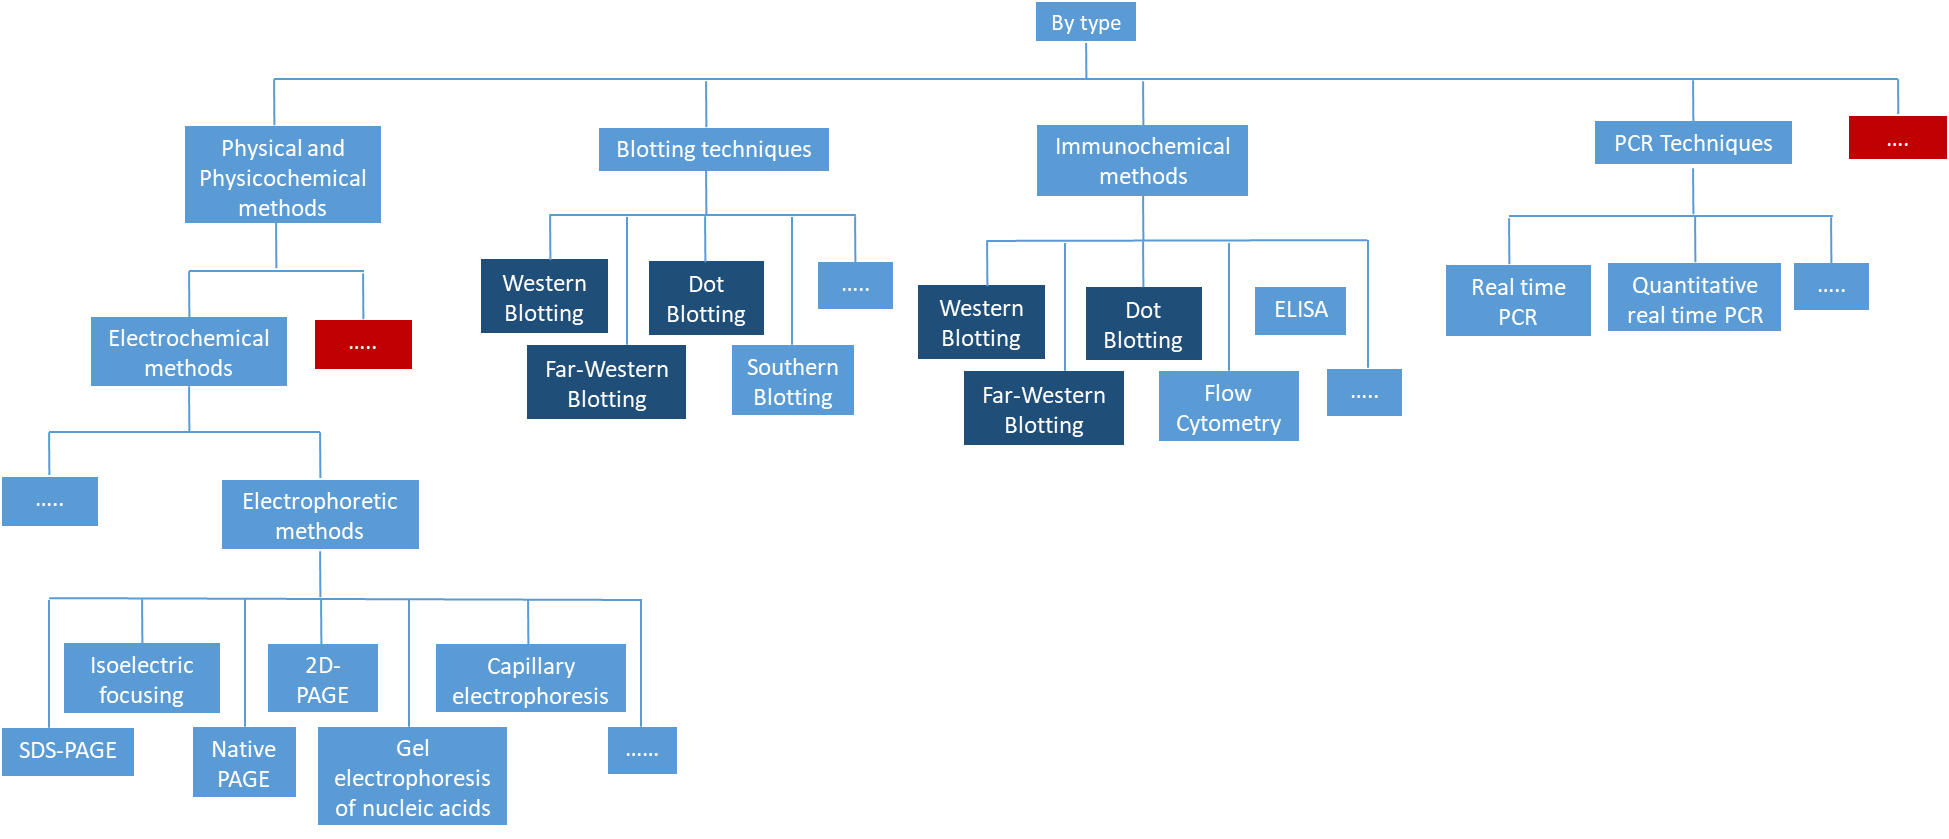 By type
Physical and
Physicochemical
methods
Blotting techniques
Immunochemical
methods
PCR Techniques
....
Western
Blotting
Dot
Blotting
.....
Far-Western
Blotting
Southern
Blotting
Western
Blotting
Dot
Blotting
ELISA
Far-Western
Blotting
Flow
Cytometry
.....
Real time
PCR
Quantitative
real time PCR
.....
Electrochemical
methods
.....
.....
Electrophoretic
methods
Isoelectric
focusing
2D-
PAGE
Capillary
electrophoresis
SDS-PAGE
Native
PAGE
Gel
electrophoresis
of nucleic acids
......